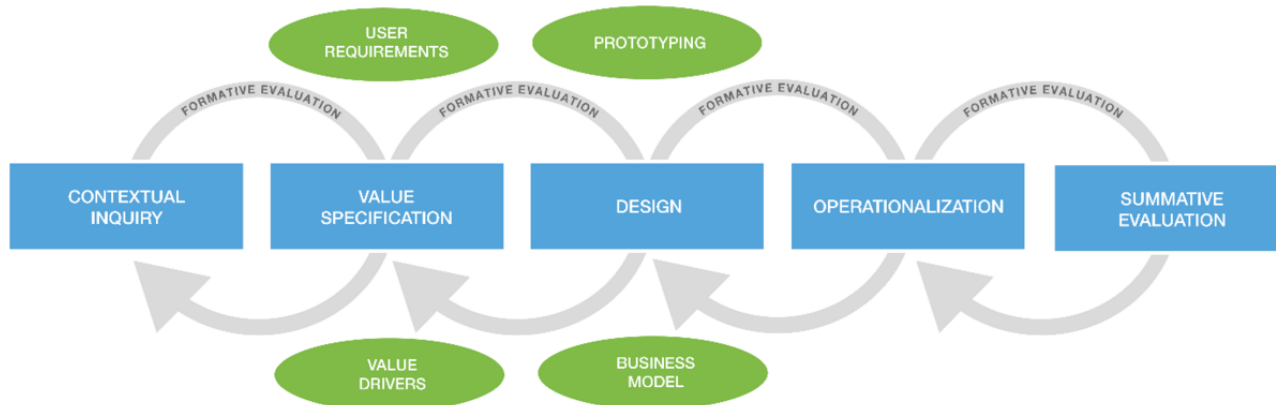 USER
REQUIREMENTS
PROTOTYPING
FORMATIVE EVALUATION
FORMATIVE EVALUATION
FORMATIVE EVALUATION
FORMATIVE EVALUATION
CONTEXTUAL
INQUIRY
VALUE
SPECIFICATION
DESIGN
OPERATIONALIZATION
SUMMATIVE
EVALUATION
VALUE
DRIVERS
BUSINESS
MODEL